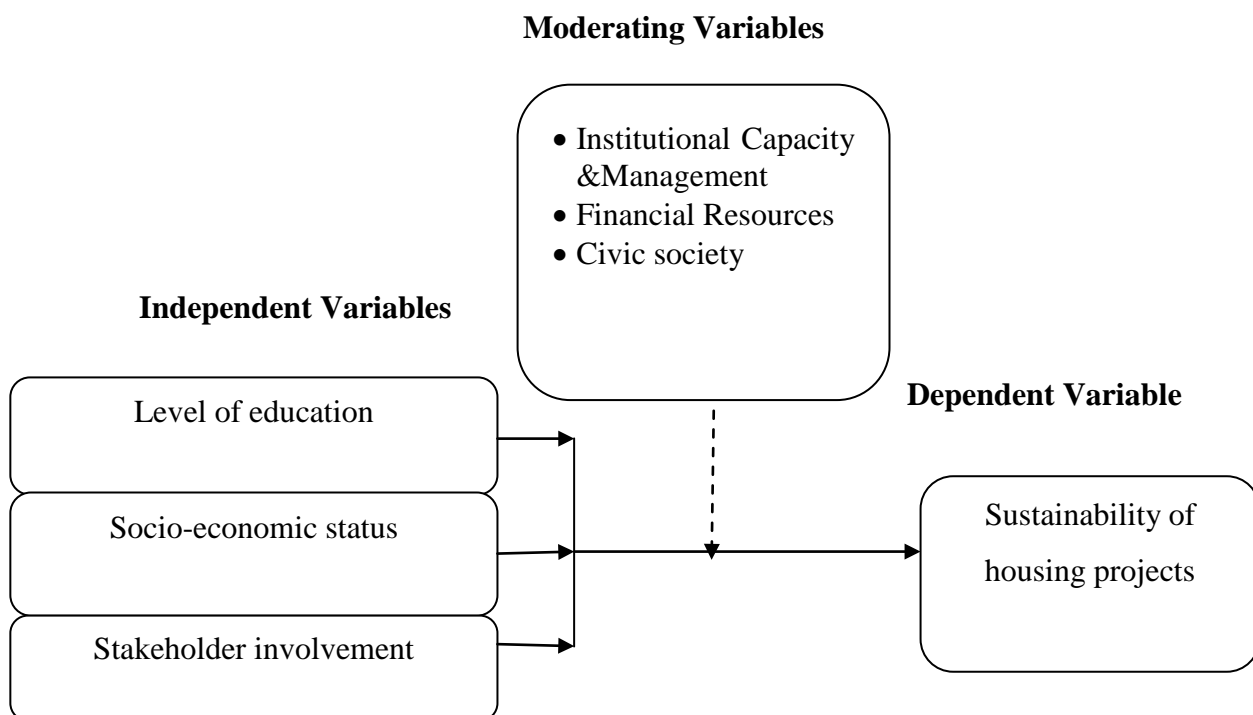 Moderating Variables
• Institutional Capacity
&Management
• Financial Resources
• Civic society
Independent Variables
Level of education
Socio-economic status
Stakeholder involvement
Dependent Variable
Sustainability of
housing projects